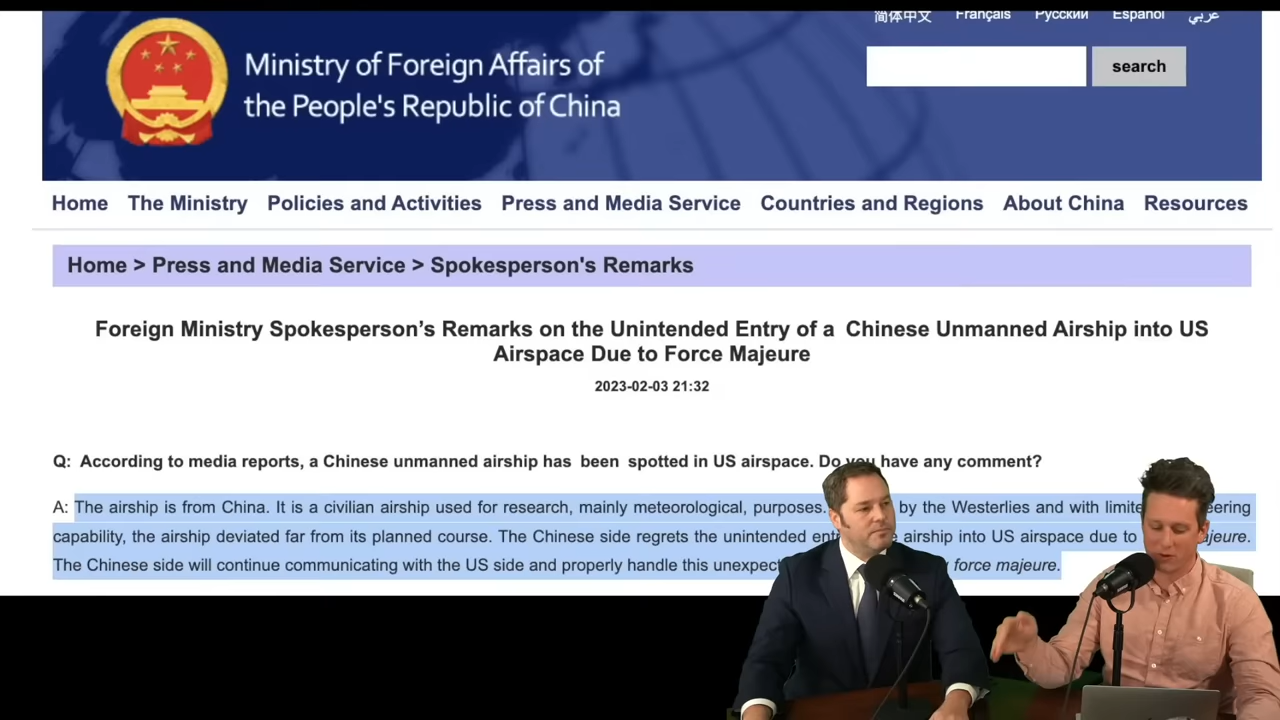 简体中文 Français Русский Español عربي
Ministry of Foreign Affairs of
the People's Republic of China
search
Home The Ministry Policies and Activities Press and Media Service Countries and Regions About China Resources
Home > Press and Media Service > Spokesperson's Remarks
Foreign Ministry Spokesperson’s Remarks on the Unintended Entry of a Chinese Unmanned Airship into US
Airspace Due to Force Majeure
2023-02-03 21:32
Q: According to media reports, a Chinese unmanned airship has been spotted in US airspace. Do you have any comment?
A: The airship is from China. It is a civilian airship used for research, mainly meteorological, purposes. by the Westerlies and with
capability, the airship deviated far from its planned course. The Chinese side regrets the unintended airship into US airspace due to
The Chinese side will continue communicating with the US side and properly handle this force majeure.